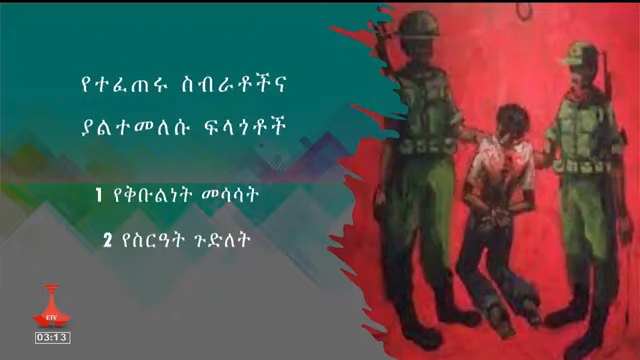 የተፈጠሩ ስብራቶችና
ያልተመለሱ ፍላጎቶች
1 የቅቡልነት መሳሳት
2 የስርዓት ጉድለት
ETV
03:13